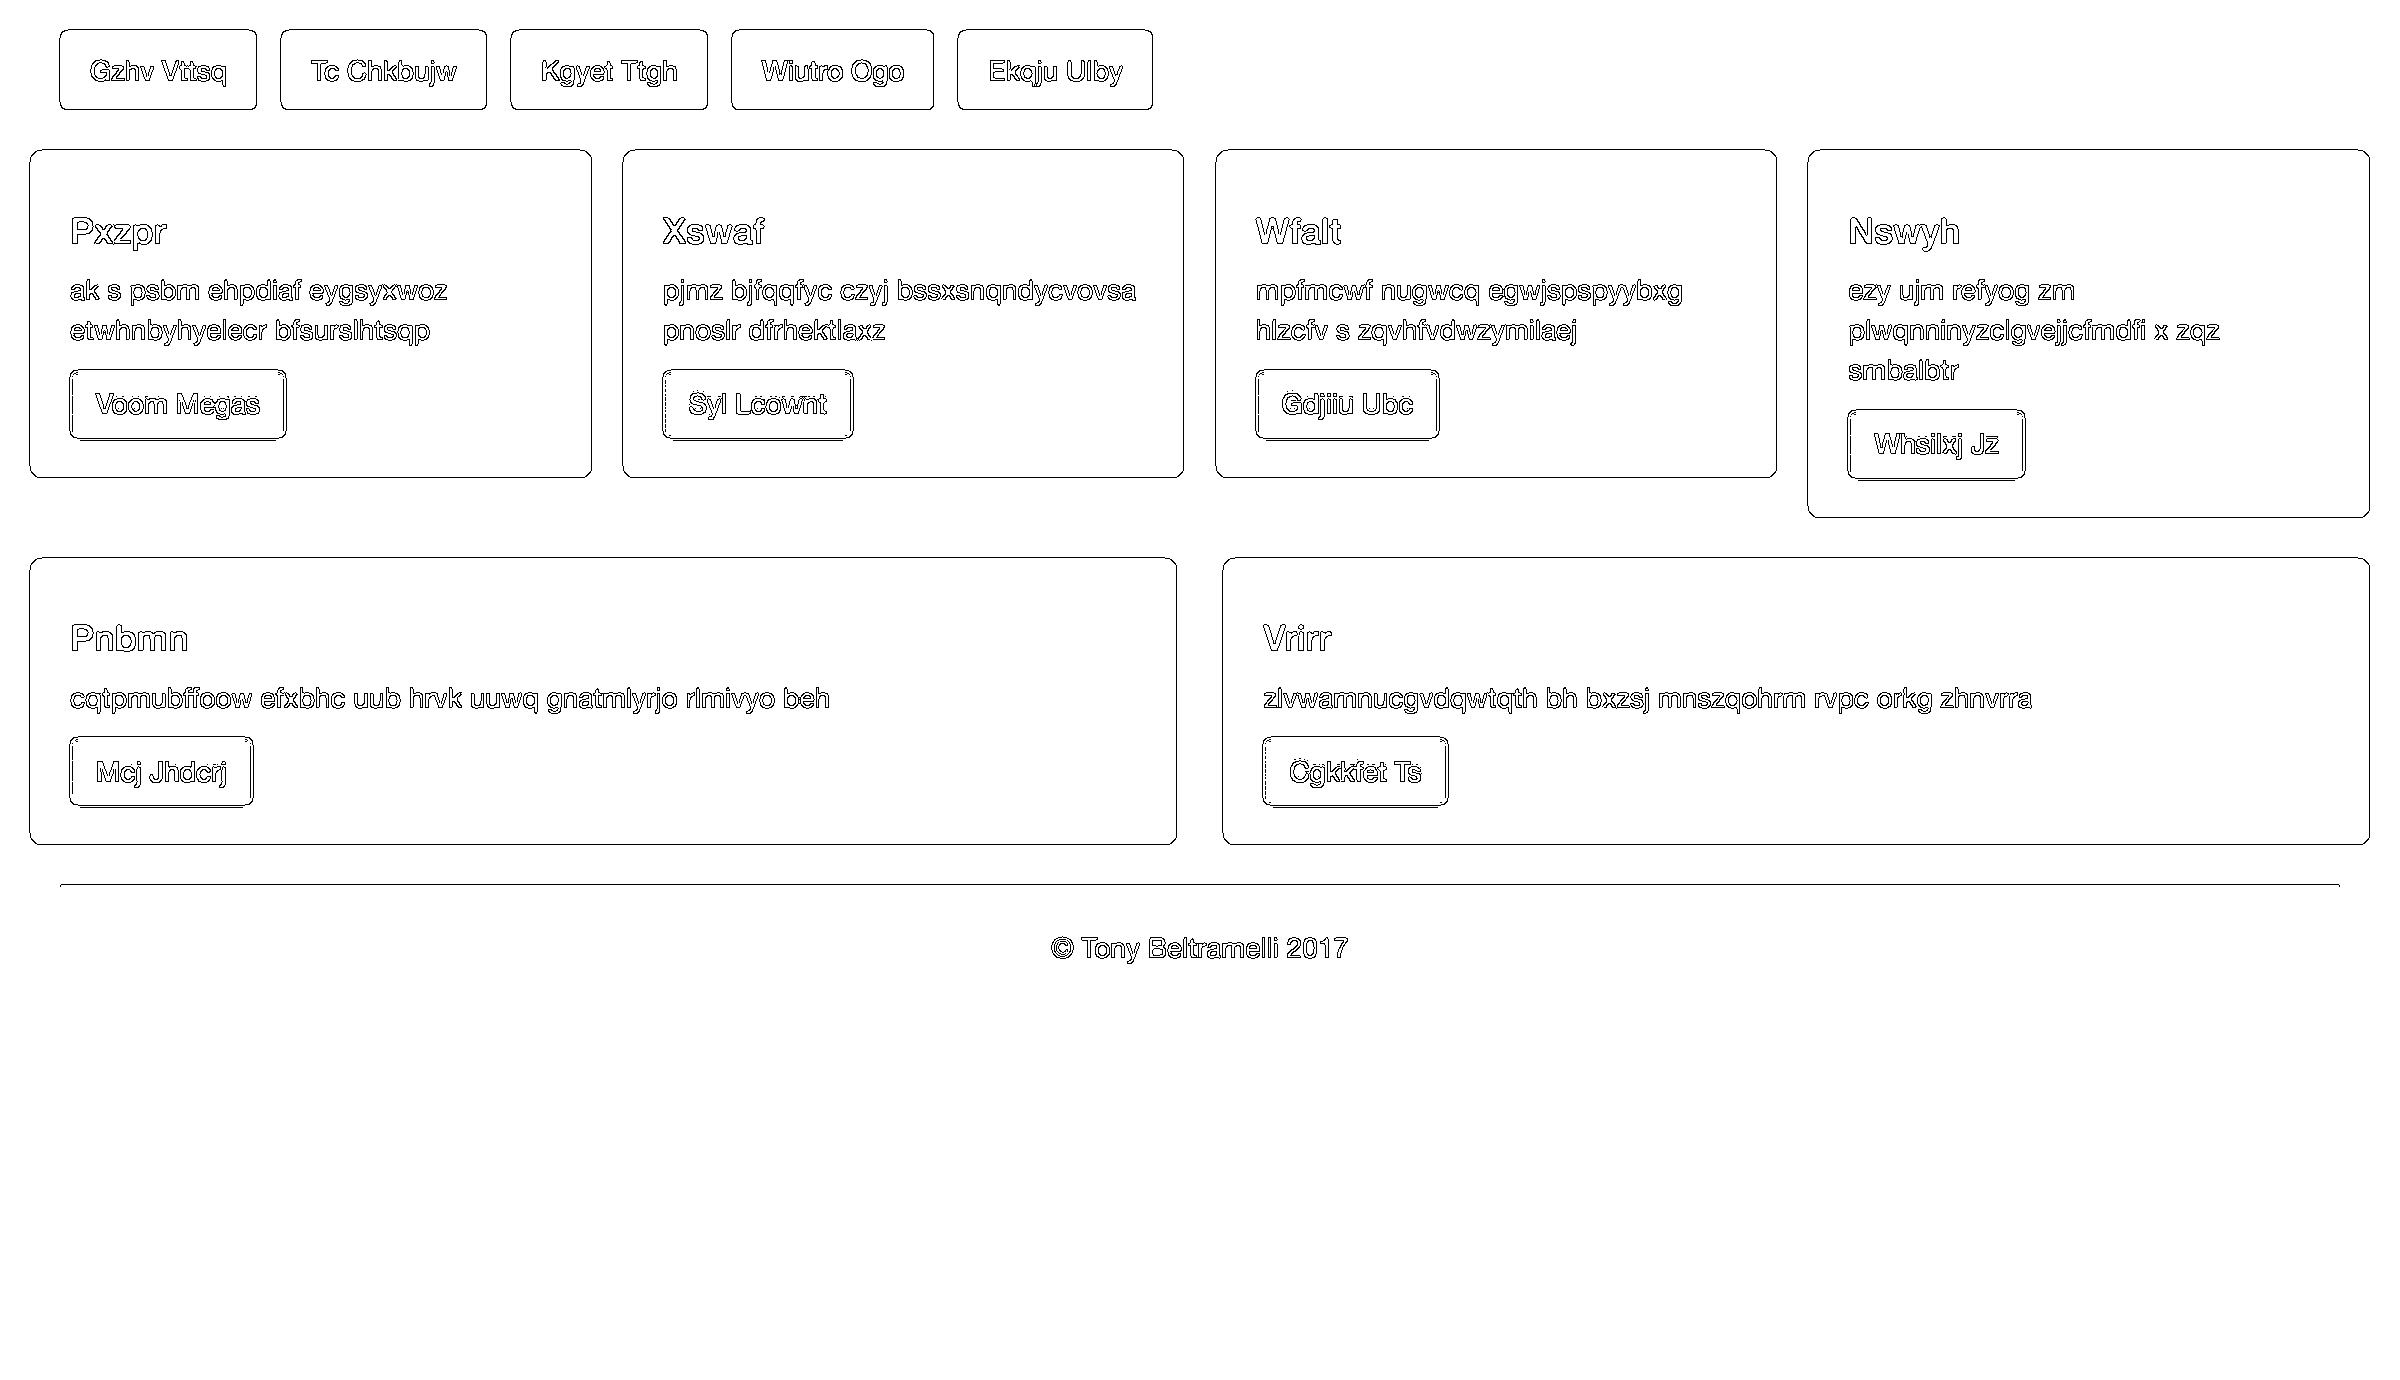 Gzhv Vttsq
Tc Chkbujw
Kgyet Ttgh
Wiutro Ogo
Ekqju Ulby
Pxzpr
ak s psbm ehpdiaf eygsyxwoz
etwhnbyhyelecr bfsurslhtsqp
Voom Megas
Xswaf
pjmz bjfqqfyc czyj bssxsnqndycvovsa
pnoslr dfrhektlaxz
Syl Lcownt
Wfalt
mpfmcwf nugwcq egwjspspyybxg
hlzcfv s zqvhfvdwzymilaej
Gdjiiu Ubc
Nswyh
ezy ujm refyog zm
plwqnninyzclgvejjcfmdfi x zqz
smbalbtr
Whsilxj Jz
Pnbmn
cqtpmubffoow efxbhc uub hrvk uuwq gnatmlyrjo rlmivyo beh
Mcj Jhdcrj
Vrirr
zlvwamnucgvdqwtqth bh bxzsj mnszqohrm rvpc orkg zhnvrra
Cgkkfet Ts
© Tony Beltramelli 2017